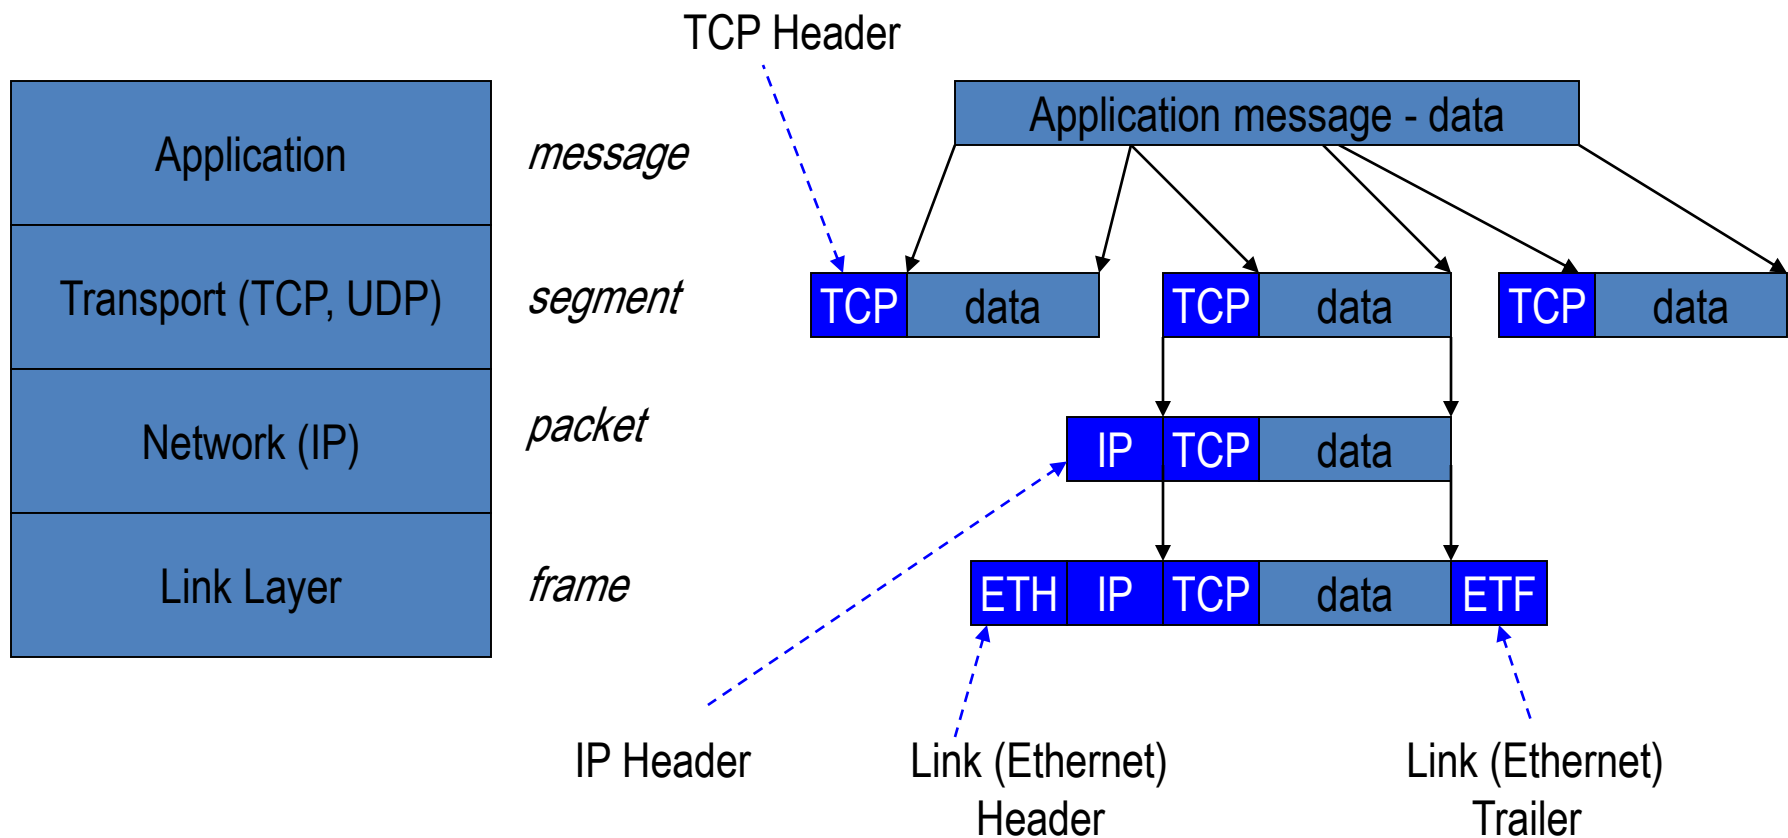 TCP Header
Application
message
Application message - data
Transport (TCP, UDP)
segment
TCP data
TCP data
TCP data
Network (IP)
packet
IP TCP data
Link Layer
frame
ETH IP TCP data ETF
IP Header
Link (Ethernet)
Header
Link (Ethernet)
Trailer